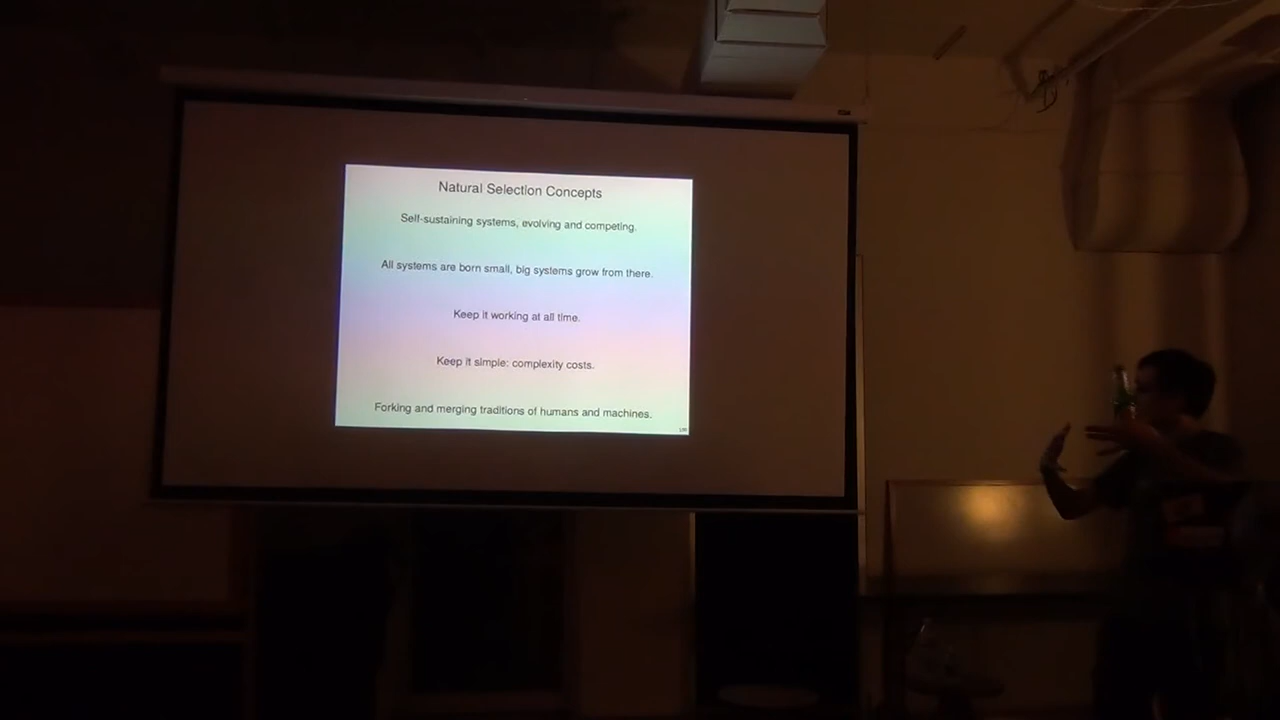 Natural Selection Concepts
Self-sustaining systems, evolving and competing.
All systems are born small, big systems grow from there.
Keep it working at all time.
Keep it simple: complexity costs.
Forking and merging traditions of humans and machines.